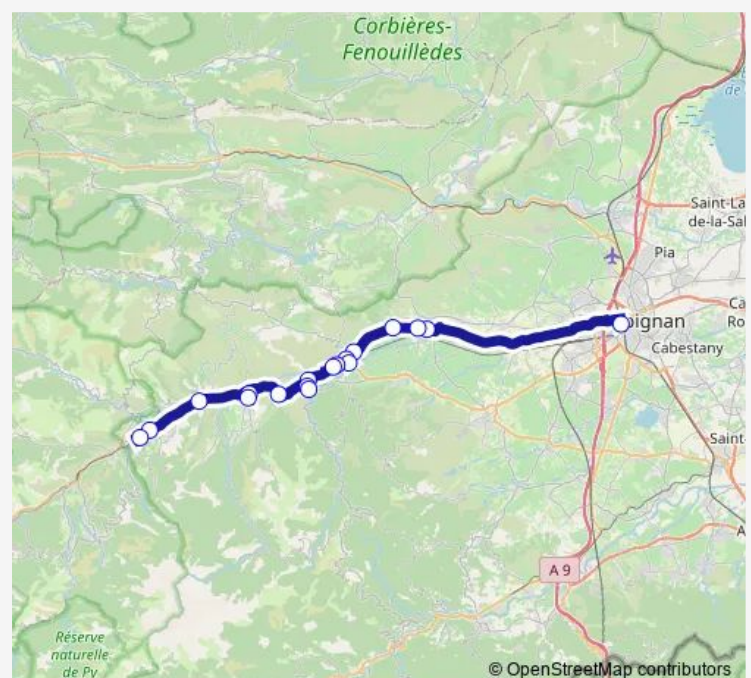 Corbières-
Fenouillèdes
de
Saint-La
de-la-Sal
Pia
Ca
Ro
pignan
Cabestany
Saint-
A
A 9
Réserve
naturelle
de Py
© OpenStreetMap contributors